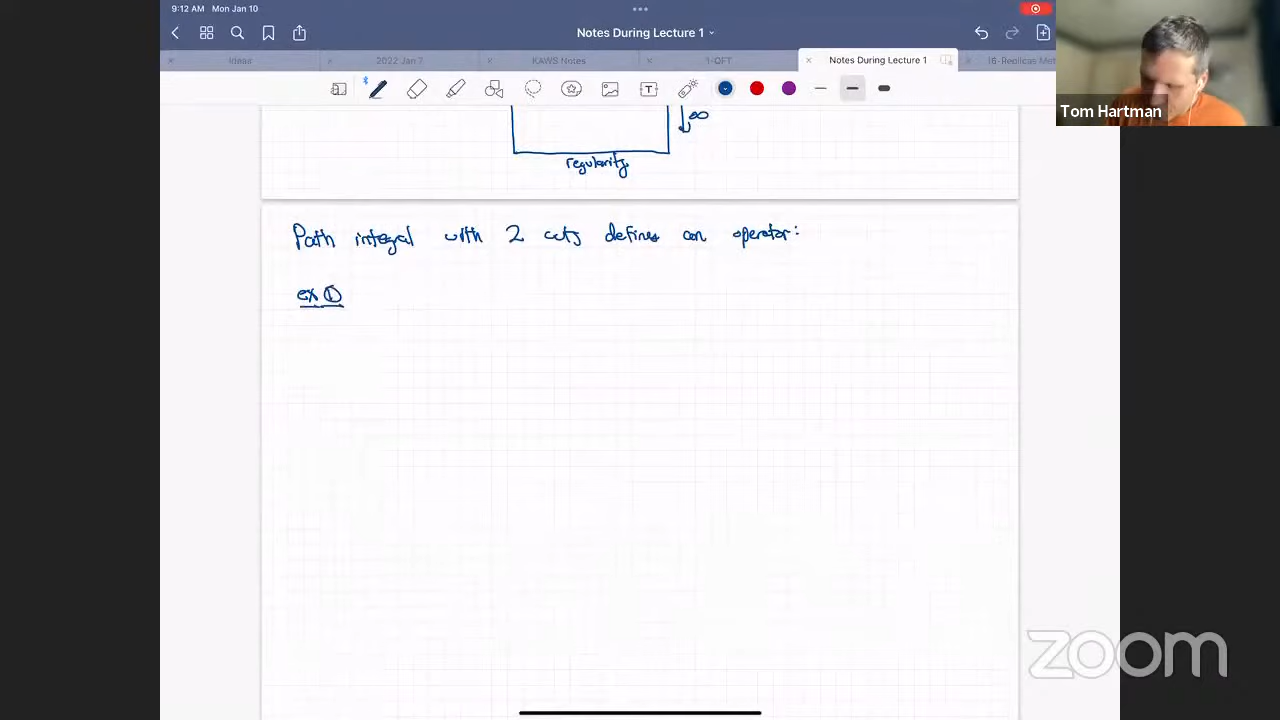 9:12 AM Mon Jan 10
Notes During Lecture 1
2022 Jan 7
KAWS Notes
1-QFT
Notes During Lecture 1
16-Replicas Met
T
Tom Hartman
∞
regularity
Path integral with 2 cuts defines an operator:
ex ①
zoom